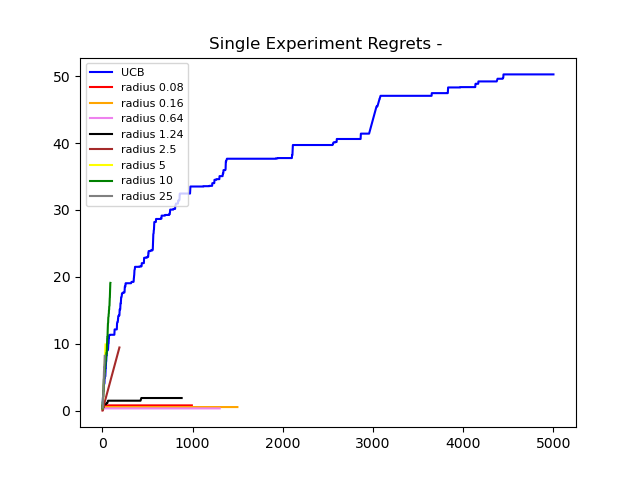 Single Experiment Regrets -
UCB
radius 0.08
radius 0.16
radius 0.64
radius 1.24
radius 2.5
radius 5
radius 10
radius 25
50
40
30
20
10
0
0 1000 2000 3000 4000 5000